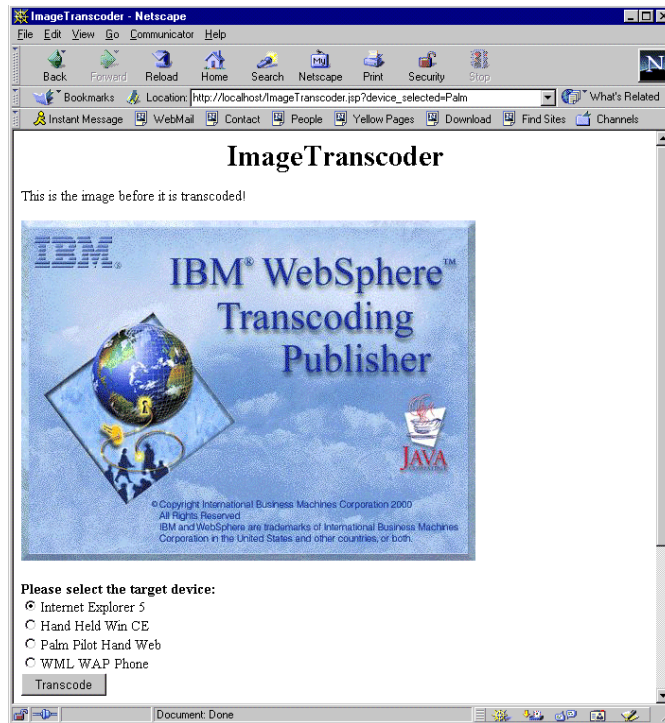 ImageTranscoder - Netscape
File Edit View Go Communicator Help
Back Forward Reload Home Search Netscape Print Security Stop
My
N
Bookmarks Location: http://localhost/ImageTranscoder.jsp?device_selected=Palm What's Related
Instant Message WebMail Contact People Yellow Pages Download Find Sites Channels
ImageTranscoder
This is the image before it is transcoded!
IBM®
IBM® WebSphere™
Transcoding
Publisher
JAVA
© Copyright International Business Machines Corporation 2000
All Rights Reserved
IBM and WebSphere are trademarks of International Business Machines
Corporation in the United States and other countries, or both.
Please select the target device:
Internet Explorer 5
Hand Held Win CE
Palm Pilot Hand Web
WML WAP Phone
Transcode
Document: Done